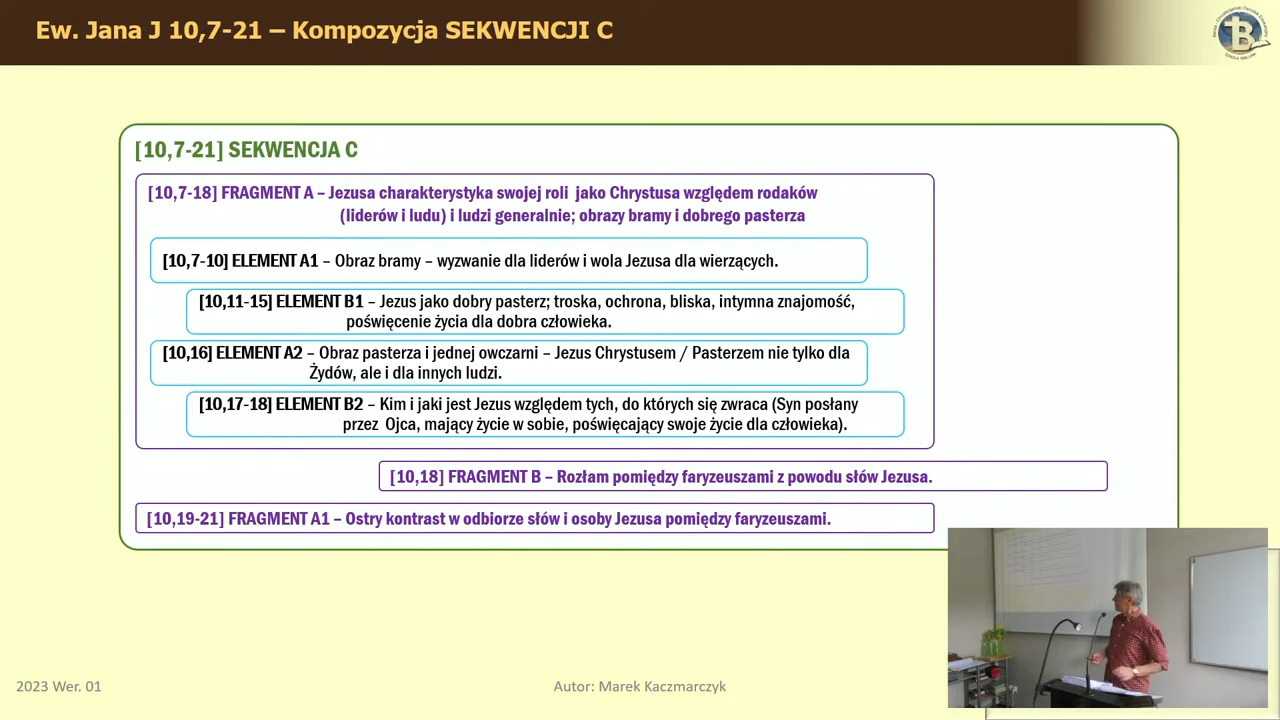 Ew. Jana J 10,7-21 – Kompozycja SEKWENCJI C
[10,7-21] SEKWENCJA C
[10,7-18] FRAGMENT A – Jezusa charakterystyka swojej roli jako Chrystusa względem rodaków
(liderów i ludu) i ludzi generalnie; obrazy bramy i dobrego pasterza
[10,7-10] ELEMENT A1 – Obraz bramy – wyzwanie dla liderów i wola Jezusa dla wierzących.
[10,11-15] ELEMENT B1 – Jezus jako dobry pasterz; troska, ochrona, bliska, intymna znajomość,
poświęcenie życia dla dobra człowieka.
[10,16] ELEMENT A2 – Obraz pasterza i jednej owczarni – Jezus Chrystusem / Pasterzem nie tylko dla
Żydów, ale i dla innych ludzi.
[10,17-18] ELEMENT B2 – Kim i jaki jest Jezus względem tych, do których się zwraca (Syn posłany
przez Ojca, mający życie w sobie, poświęcający swoje życie dla człowieka).
[10,18] FRAGMENT B – Rozłam pomiędzy faryzeuszami z powodu słów Jezusa.
[10,19-21] FRAGMENT A1 – Ostry kontrast w odbiorze słów i osoby Jezusa pomiędzy faryzeuszami.
2023 Wer. 01
Autor: Marek Kaczmarczyk